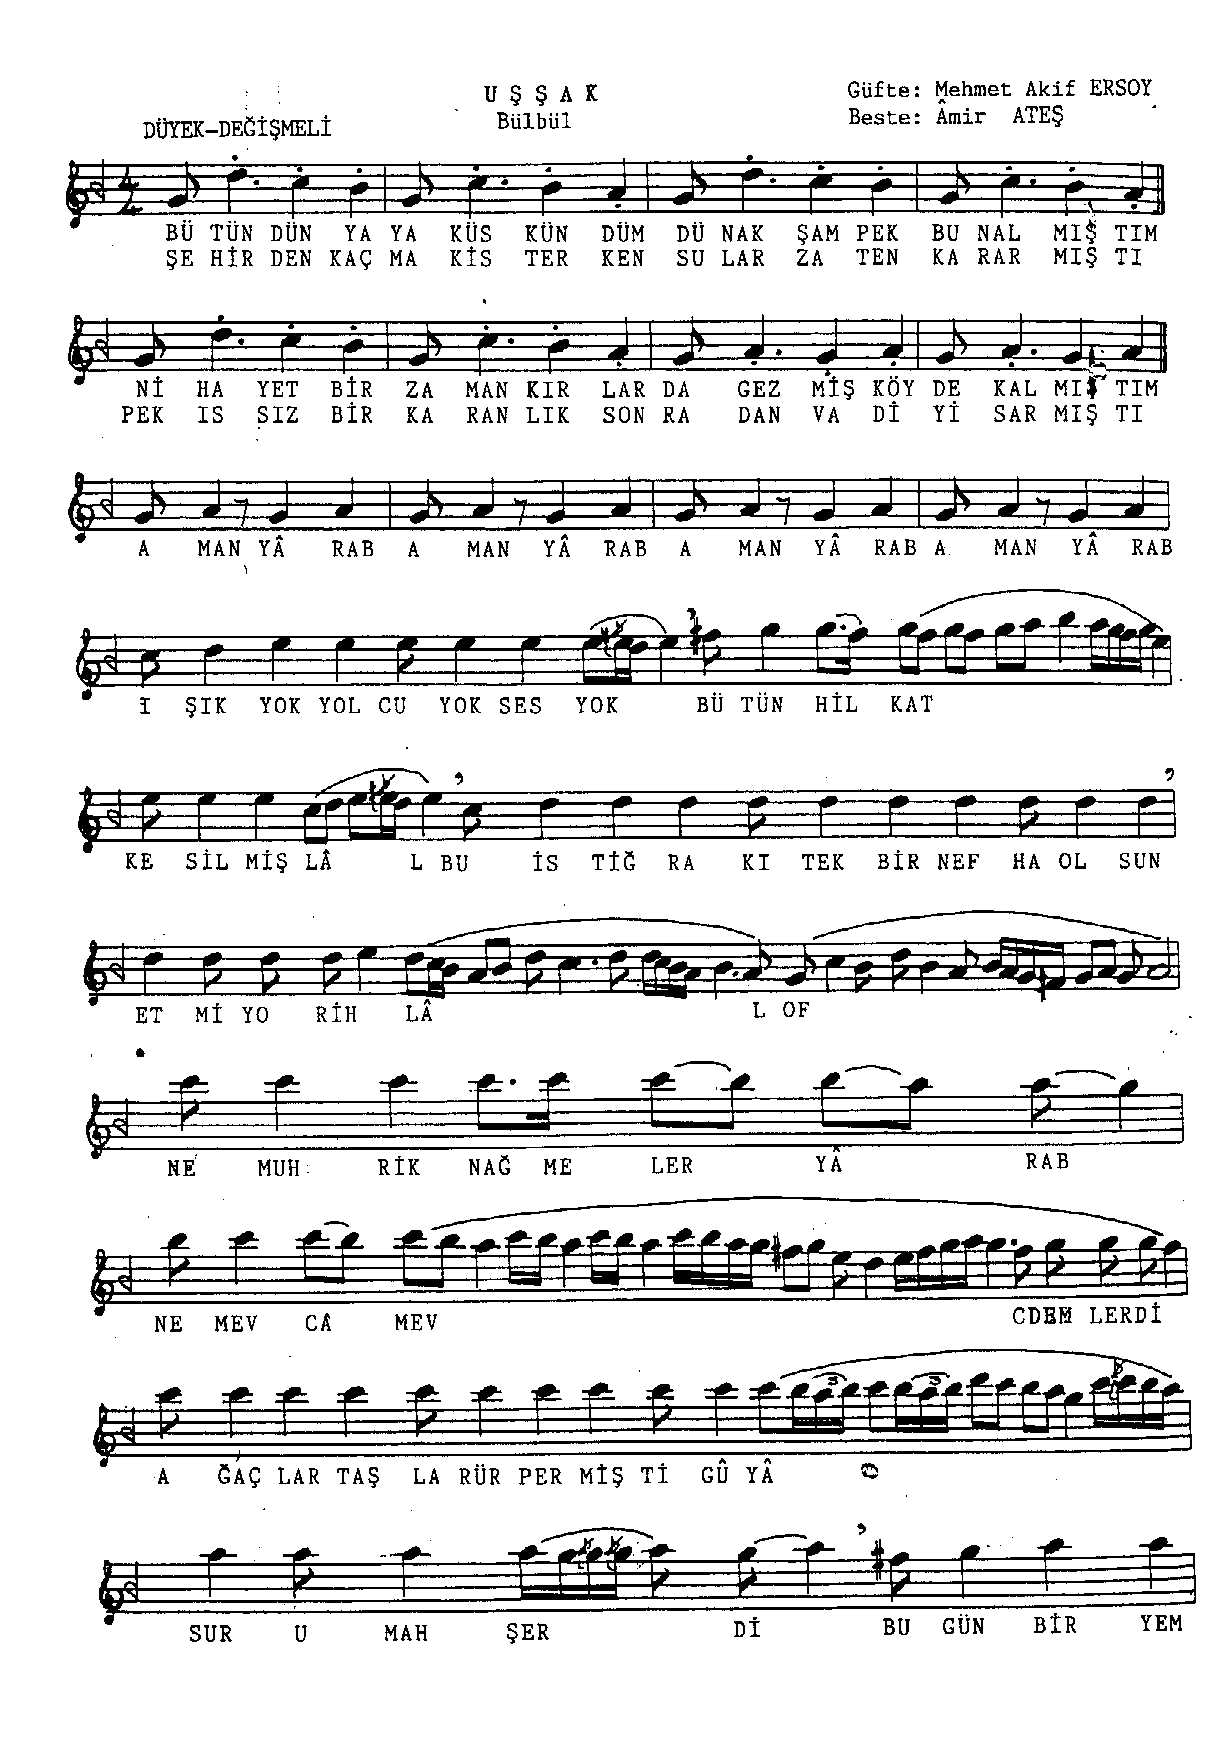 UŞŞAK
Bülbül
Güfte: Mehmet Akif ERSOY
Beste: Âmir ATEŞ
DÜYEK-DEĞİŞMELİ
BÜ TÜN DÜN YA YA KÜS KÜN DÜM DÜ NAK ŞAM PEK BU NAL MIŞ TIM
ŞE HİR DEN KAÇ MA KİS TER KEN SU LAR ZA TEN KA RAR MIŞ TI
Nİ HA YET BİR ZA MAN KIR LAR DA GEZ MİŞ KÖY DE KAL MIŞ TIM
PEK IS SIZ BİR KA RAN LIK SON RA DAN VA Dİ Yİ SAR MIŞ TI
A MAN YÂ RAB A MAN YÂ RAB A MAN YÂ RAB A MAN YÂ RAB
I ŞIK YOK YOL CU YOK SES YOK BÜ TÜN HİL KAT
KE SİL MİŞ LÂ L BU İS TİĞ RA KI TEK BİR NEF HA OL SUN
ET Mİ YO RİH LÂ L OF
NE MUH RİK NAĞ ME LER YÂ RAB
NE MEV CÂ MEV CDEM LERDİ
A ĞAÇ LAR TAŞ LA RÜR PER MİŞ Tİ GÛ YÂ
SUR U MAH ŞER Dİ BU GÜN BİR YEM